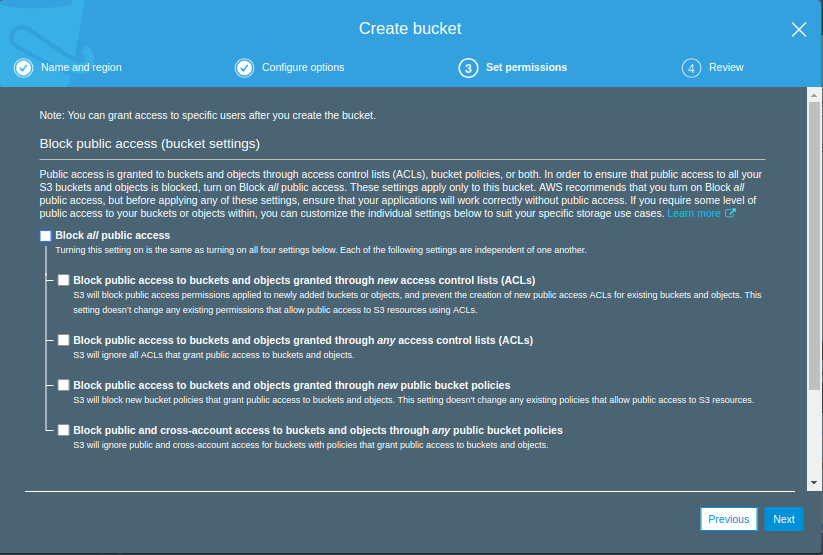 Create bucket
Name and region
Configure options
3 Set permissions
4 Review
Note: You can grant access to specific users after you create the bucket.
Block public access (bucket settings)
Public access is granted to buckets and objects through access control lists (ACLs), bucket policies, or both. In order to ensure that public access to all your
S3 buckets and objects is blocked, turn on Block all public access. These settings apply only to this bucket. AWS recommends that you turn on Block all
public access, but before applying any of these settings, ensure that your applications will work correctly without public access. If you require some level of
public access to your buckets or objects within, you can customize the individual settings below to suit your specific storage use cases. Learn more
Block all public access
Turning this setting on is the same as turning on all four settings below. Each of the following settings are independent of one another.
Block public access to buckets and objects granted through new access control lists (ACLs)
S3 will block public access permissions applied to newly added buckets or objects, and prevent the creation of new public access ACLs for existing buckets and objects. This
setting doesn't change any existing permissions that allow public access to S3 resources using ACLs.
Block public access to buckets and objects granted through any access control lists (ACLs)
S3 will ignore all ACLs that grant public access to buckets and objects.
Block public access to buckets and objects granted through new public bucket policies
S3 will block new bucket policies that grant public access to buckets and objects. This setting doesn't change any existing policies that allow public access to S3 resources.
Block public and cross-account access to buckets and objects through any public bucket policies
S3 will ignore public and cross-account access for buckets with policies that grant public access to buckets and objects.
Previous
Next